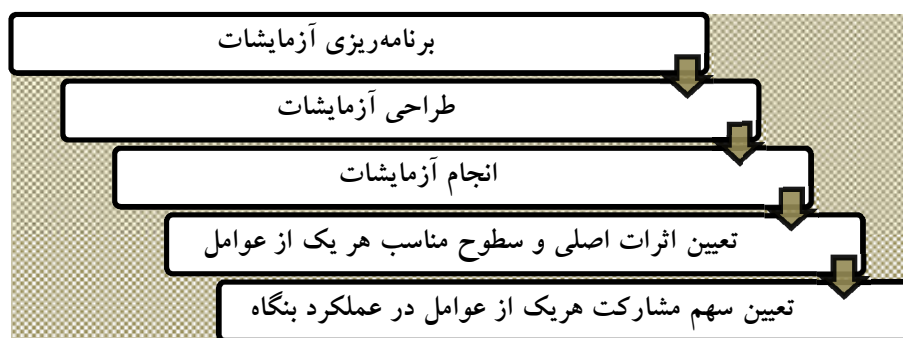 برنامه‌ریزی آزمایشات
طراحی آزمایشات
انجام آزمایشات
تعیین اثرات اصلی و سطوح مناسب هر یک از عوامل
تعیین سهم مشارکت هریک از عوامل در عملکرد بنگاه